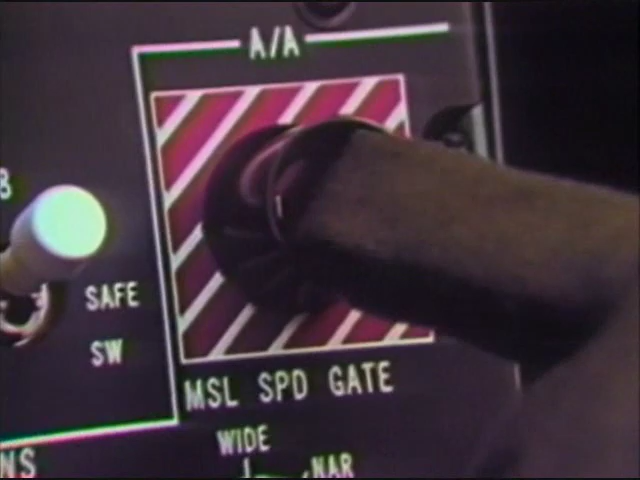 A/A
B
SAFE
SW
MSL SPD GATE
WIDE
NAR
NS